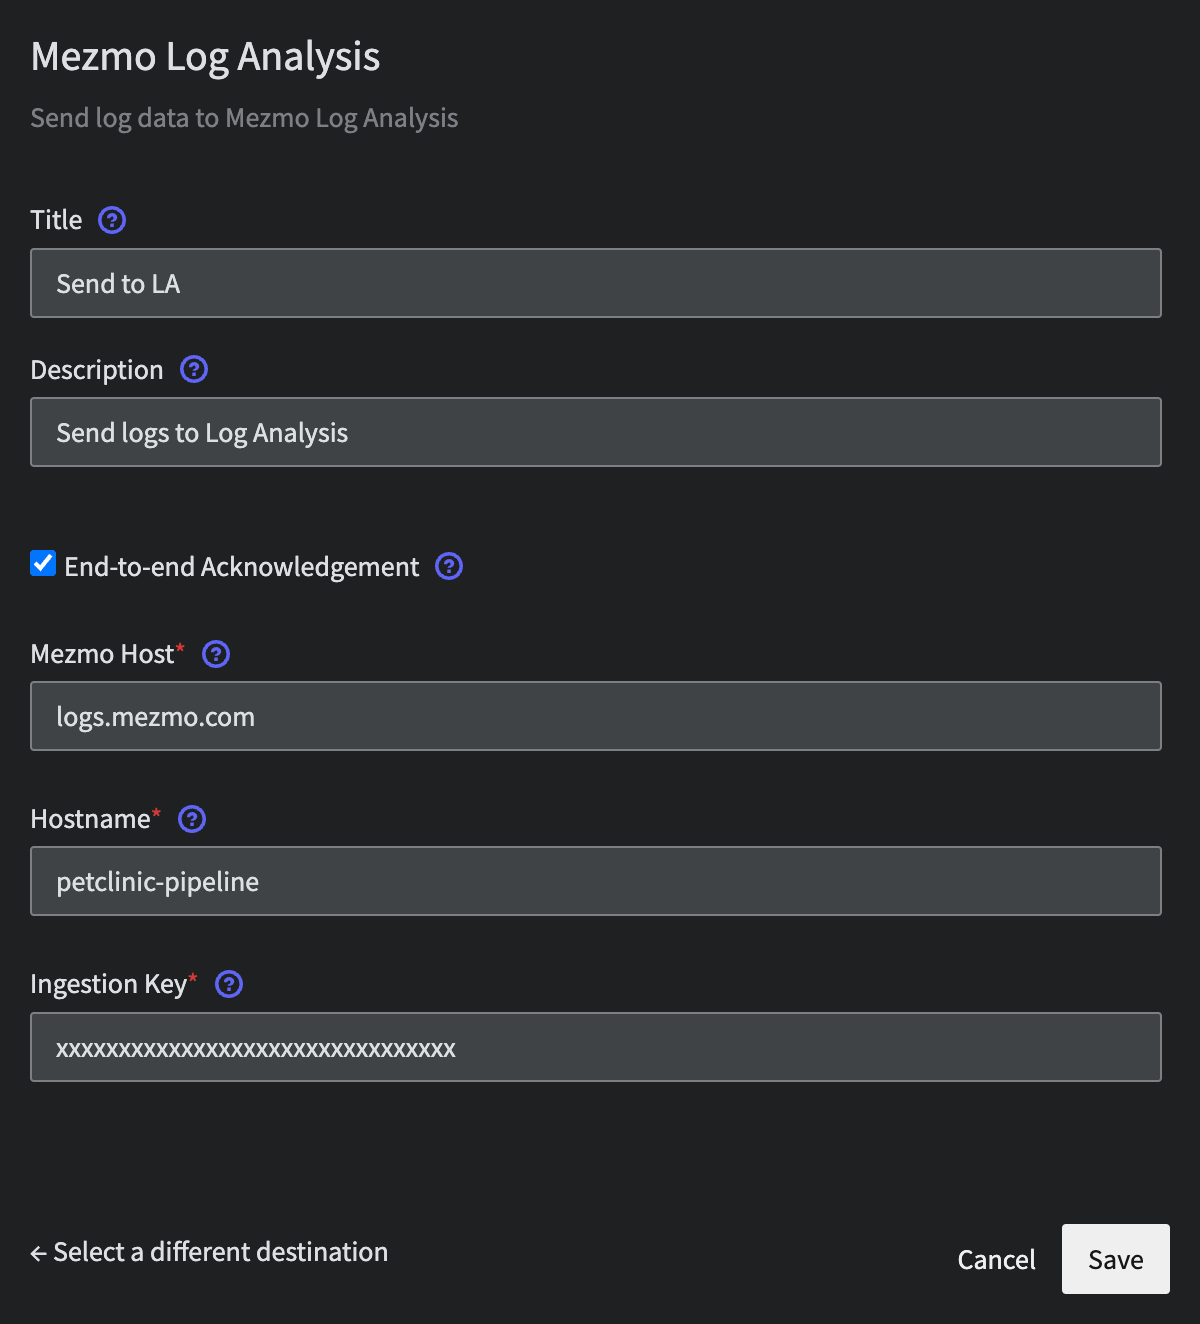 Mezmo Log Analysis
Send log data to Mezmo Log Analysis
Title ?
Send to LA
Description ?
Send logs to Log Analysis
End-to-end Acknowledgement ?
Mezmo Host* ?
logs.mezmo.com
Hostname* ?
petclinic-pipeline
Ingestion Key* ?
xxxxxxxxxxxxxxxxxxxxxxxxxxxxxxxx
← Select a different destination
Cancel
Save